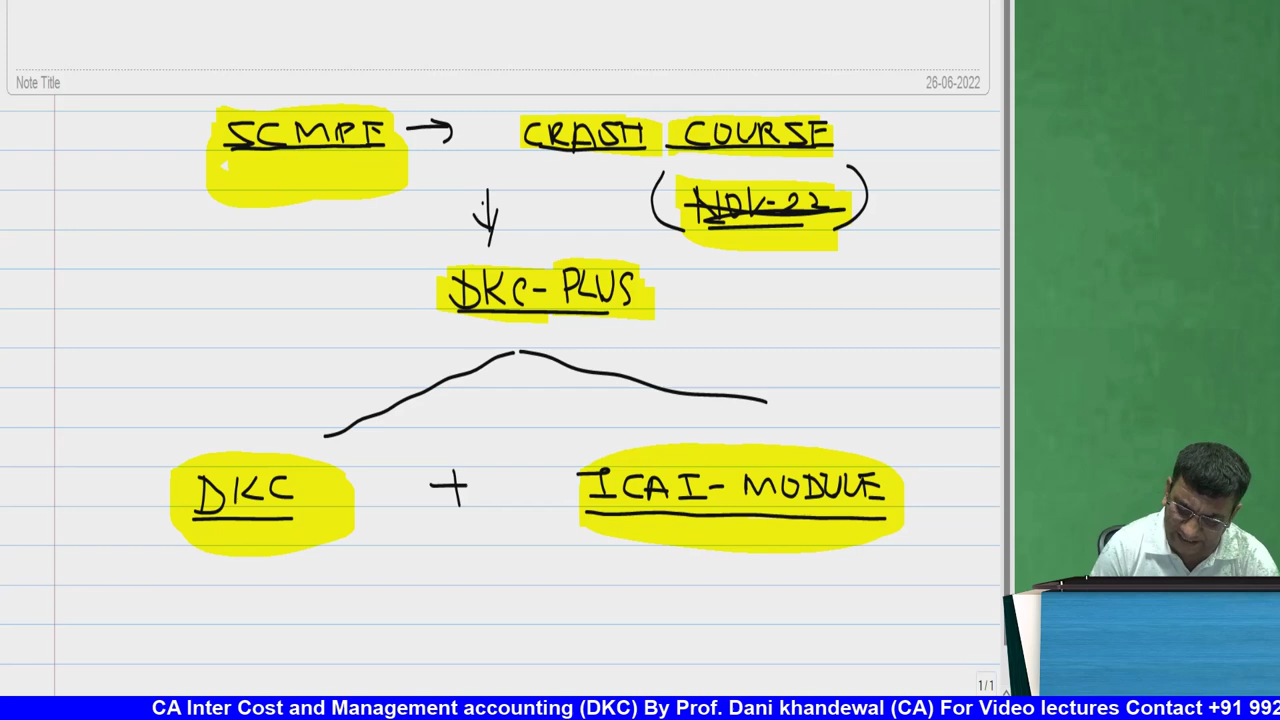 Note Title 26-06-2022
SCMPE → CRASH COURSE
(NOV-22)
DKC-PLUS
DKC + ICAI-MODULE
1/1
CA Inter Cost and Management accounting (DKC) By Prof. Dani khandewal (CA) For Video lectures Contact +91 992